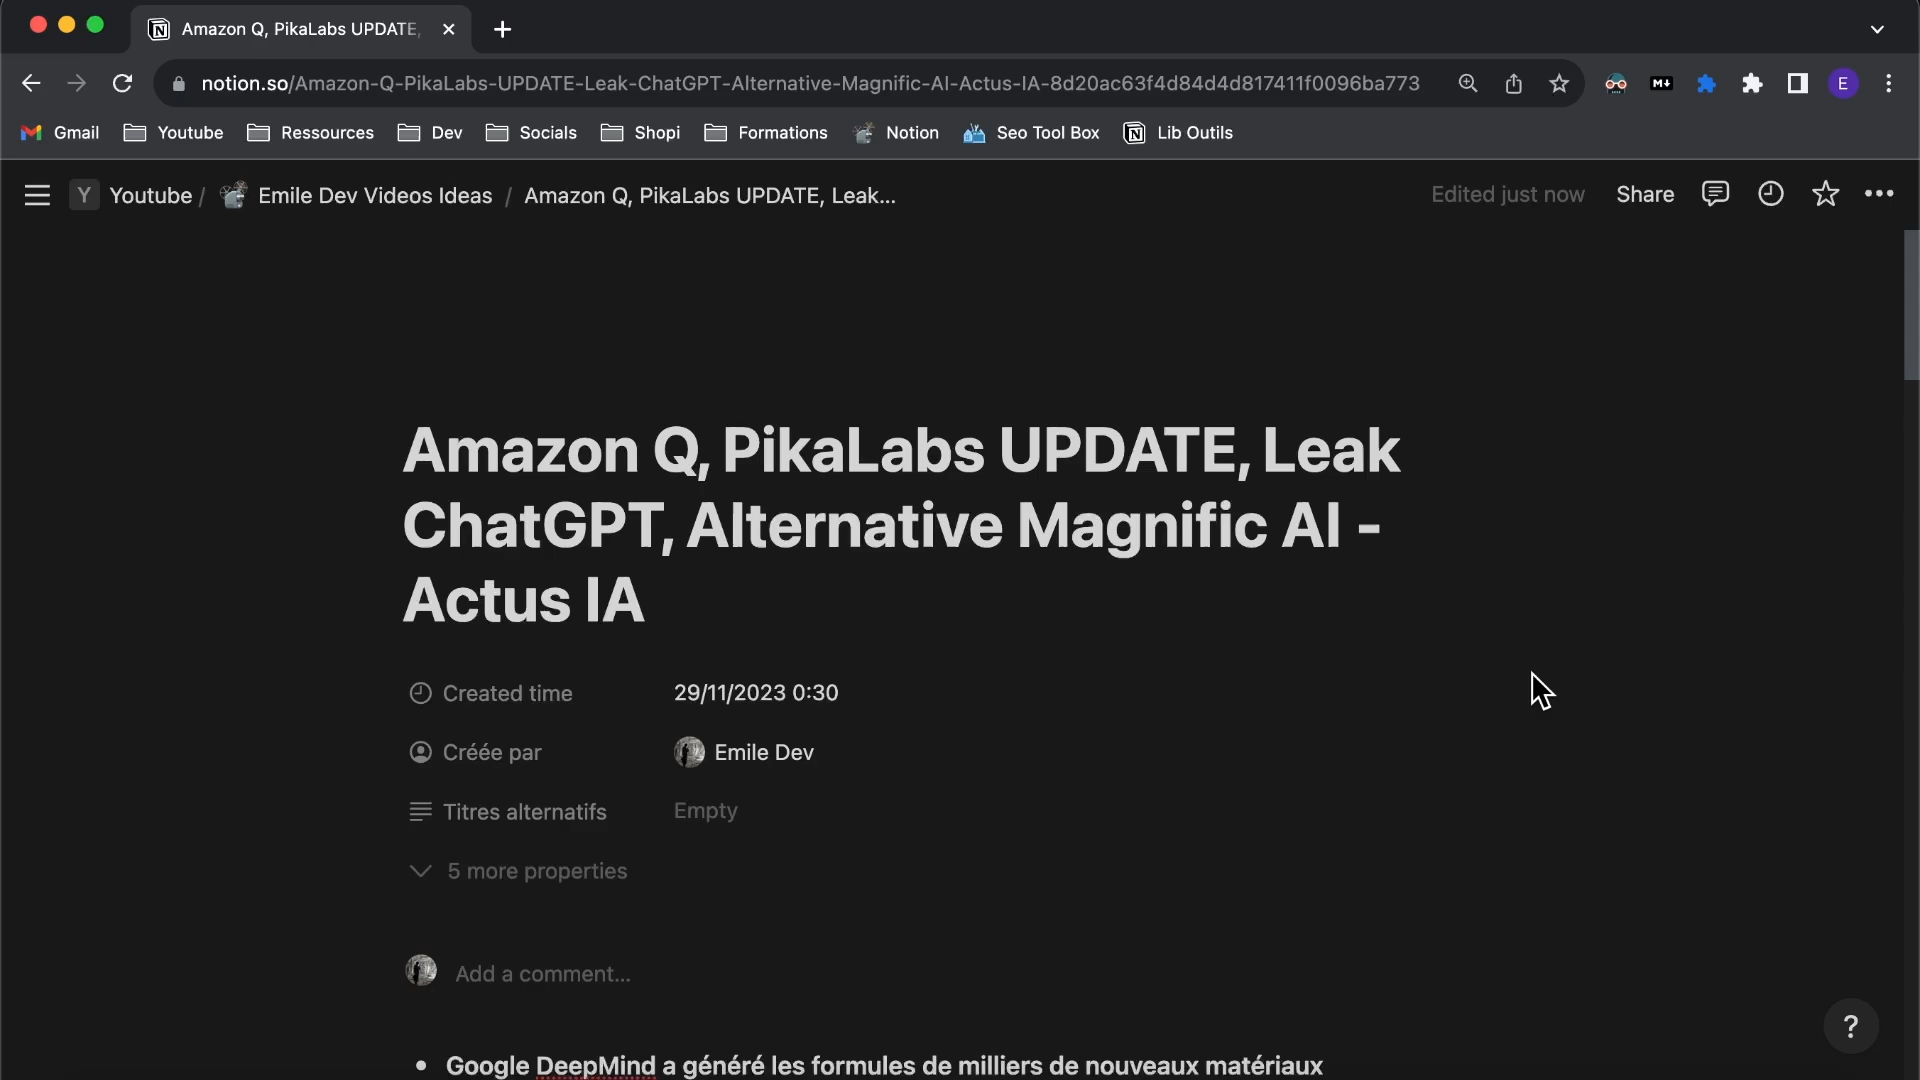 Amazon Q, PikaLabs UPDATE,
notion.so/Amazon-Q-PikaLabs-UPDATE-Leak-ChatGPT-Alternative-Magnific-AI-Actus-IA-8d20ac63f4d84d4d817411f0096ba773
M↓
E
Gmail Youtube Ressources Dev Socials Shopi Formations Notion Seo Tool Box Lib Outils
Y Youtube / Emile Dev Videos Ideas / Amazon Q, PikaLabs UPDATE, Leak...
Edited just now Share
Amazon Q, PikaLabs UPDATE, Leak
ChatGPT, Alternative Magnific AI -
Actus IA
Created time 29/11/2023 0:30
Créée par Emile Dev
Titres alternatifs Empty
5 more properties
Add a comment...
?
• Google DeepMind a généré les formules de milliers de nouveaux matériaux